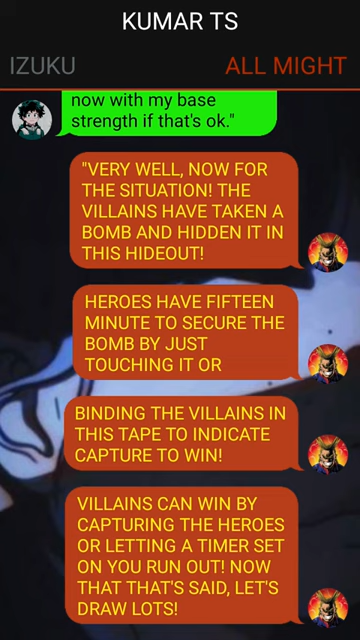 KUMAR TS
IZUKU
ALL MIGHT
now with my base
strength if that's ok."
"VERY WELL, NOW FOR
THE SITUATION! THE
VILLAINS HAVE TAKEN A
BOMB AND HIDDEN IT IN
THIS HIDEOUT!
HEROES HAVE FIFTEEN
MINUTE TO SECURE THE
BOMB BY JUST
TOUCHING IT OR
BINDING THE VILLAINS IN
THIS TAPE TO INDICATE
CAPTURE TO WIN!
VILLAINS CAN WIN BY
CAPTURING THE HEROES
OR LETTING A TIMER SET
ON YOU RUN OUT! NOW
THAT THAT'S SAID, LET'S
DRAW LOTS!